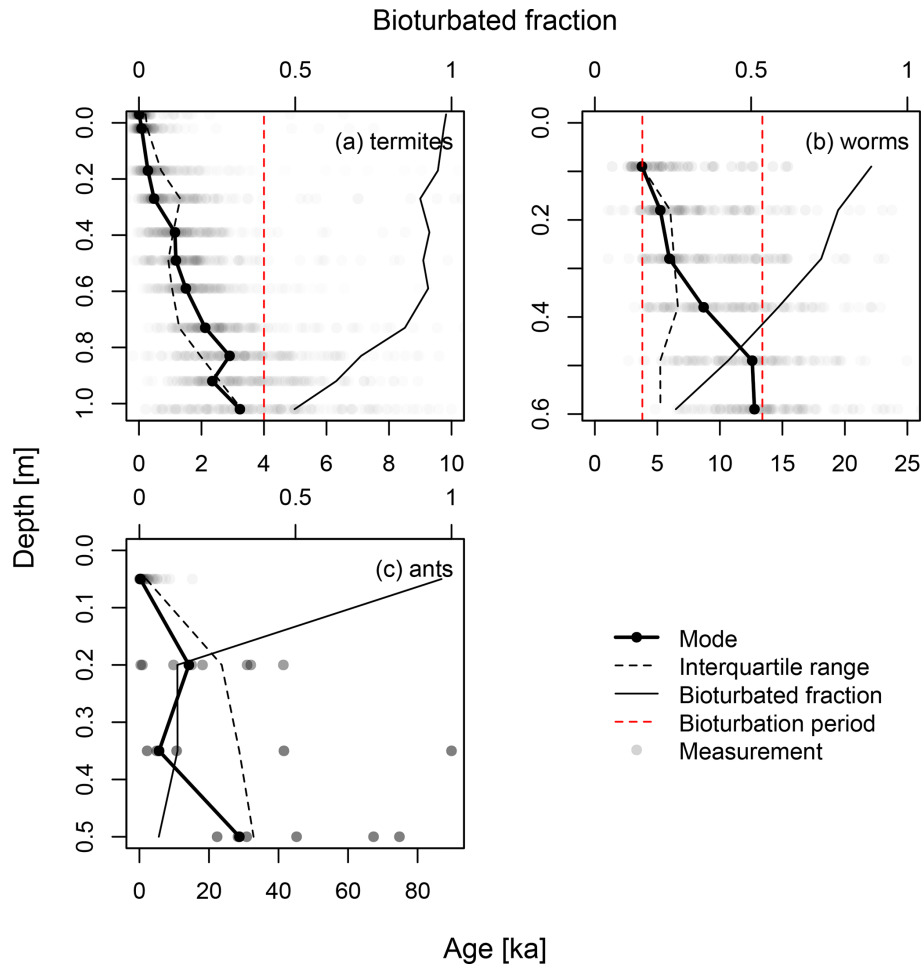 Bioturbated fraction
0 0.5 1
0 0.5 1
(a) termites
(b) worms
0.0 0.2 0.4 0.6 0.8 1.0
0.0 0.2 0.4 0.6
0 2 4 6 8 10
0 5 10 15 20 25
0 0.5 1
(c) ants
0.0 0.1 0.2 0.3 0.4 0.5
0 20 40 60 80
Depth [m]
Mode
Interquartile range
Bioturbated fraction
Bioturbation period
Measurement
Age [ka]